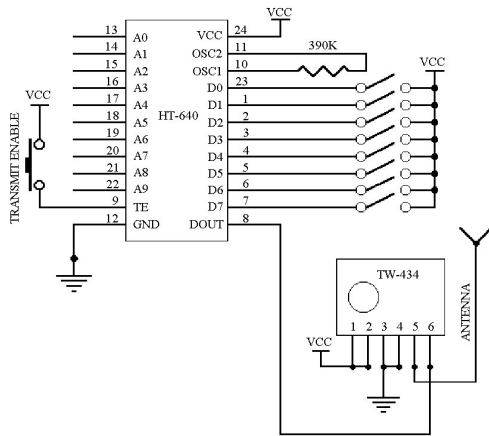 VCC
13 A0 VCC 24
14 A1 OSC2 11 390K
15 A2 OSC1 10 VCC
16 A3 D0 23
VCC 17 A4 D1 1
18 A5 HT-640 D2 2
19 A6 D3 3
20 A7 D4 4
21 A8 D5 5
22 A9 D6 6
9 TE D7 7
12 GND DOUT 8
TRANSMIT ENABLE
TW-434
1 2 3 4 5 6
VCC
ANTENNA